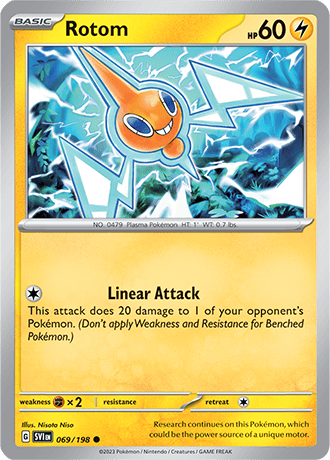 BASIC
Rotom
HP 60
NO. 0479 Plasma Pokémon HT: 1' WT: 0.7 lbs.
Linear Attack
This attack does 20 damage to 1 of your opponent's
Pokémon. (Don't apply Weakness and Resistance for Benched
Pokémon.)
weakness ×2 resistance retreat
Illus. Nisota Niso
G SVI EN 069/198
Research continues on this Pokémon, which
could be the power source of a unique motor.
©2023 Pokémon / Nintendo / Creatures / GAME FREAK